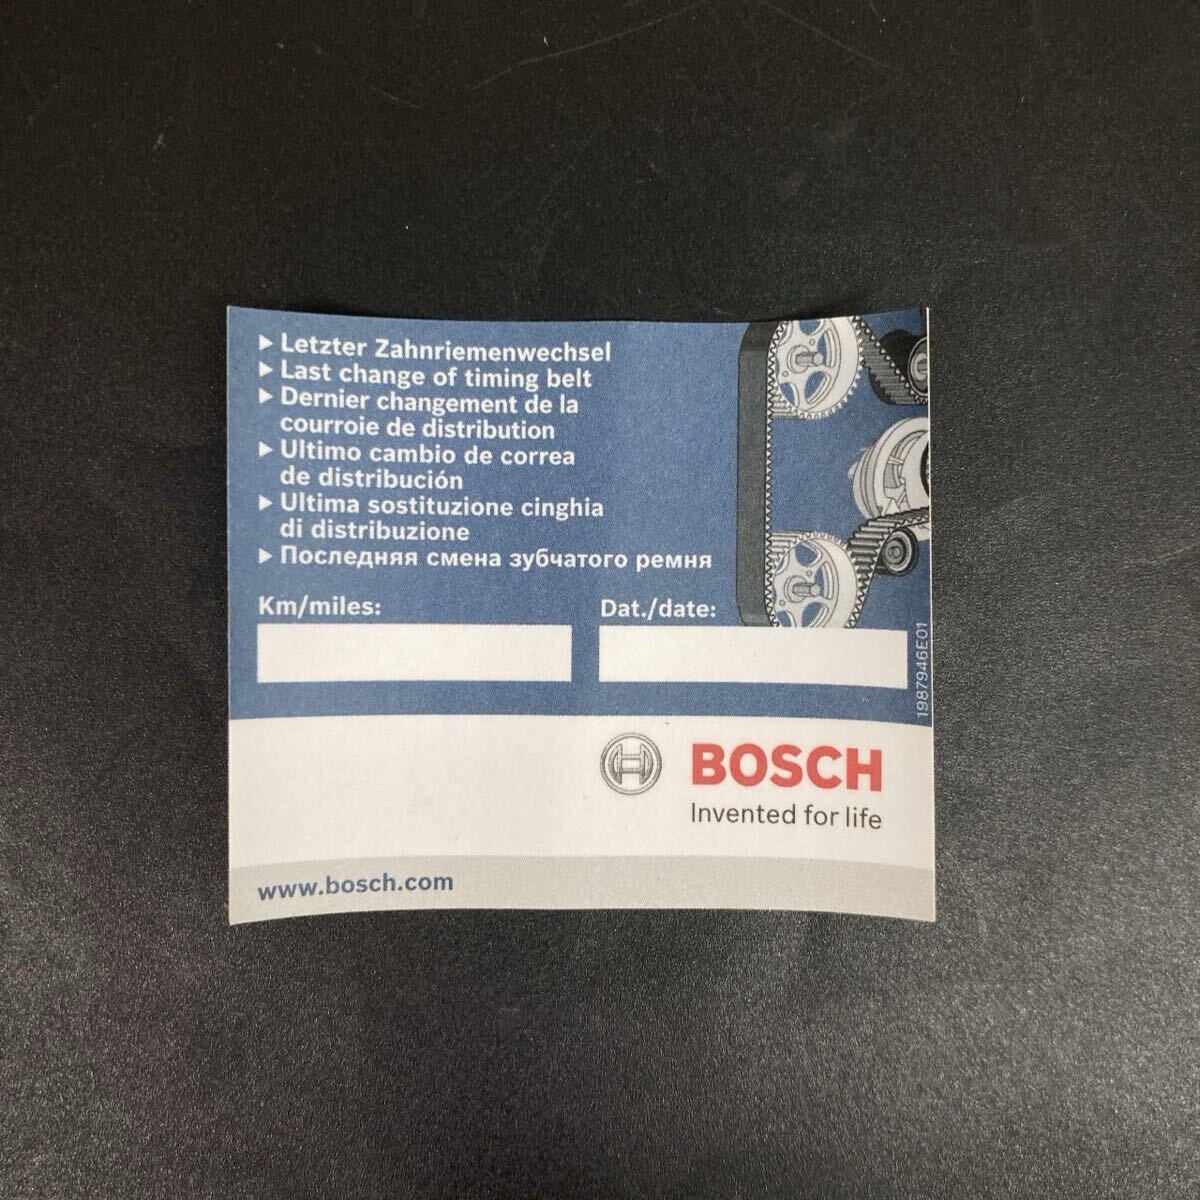 ▶ Letzter Zahnriemenwechsel
▶ Last change of timing belt
▶ Dernier changement de la
courroie de distribution
▶ Ultimo cambio de correa
de distribución
▶ Ultima sostituzione cinghia
di distribuzione
▶ Последняя смена зубчатого ремня
Km/miles:
Dat./date:
1987946E01
BOSCH
Invented for life
www.bosch.com